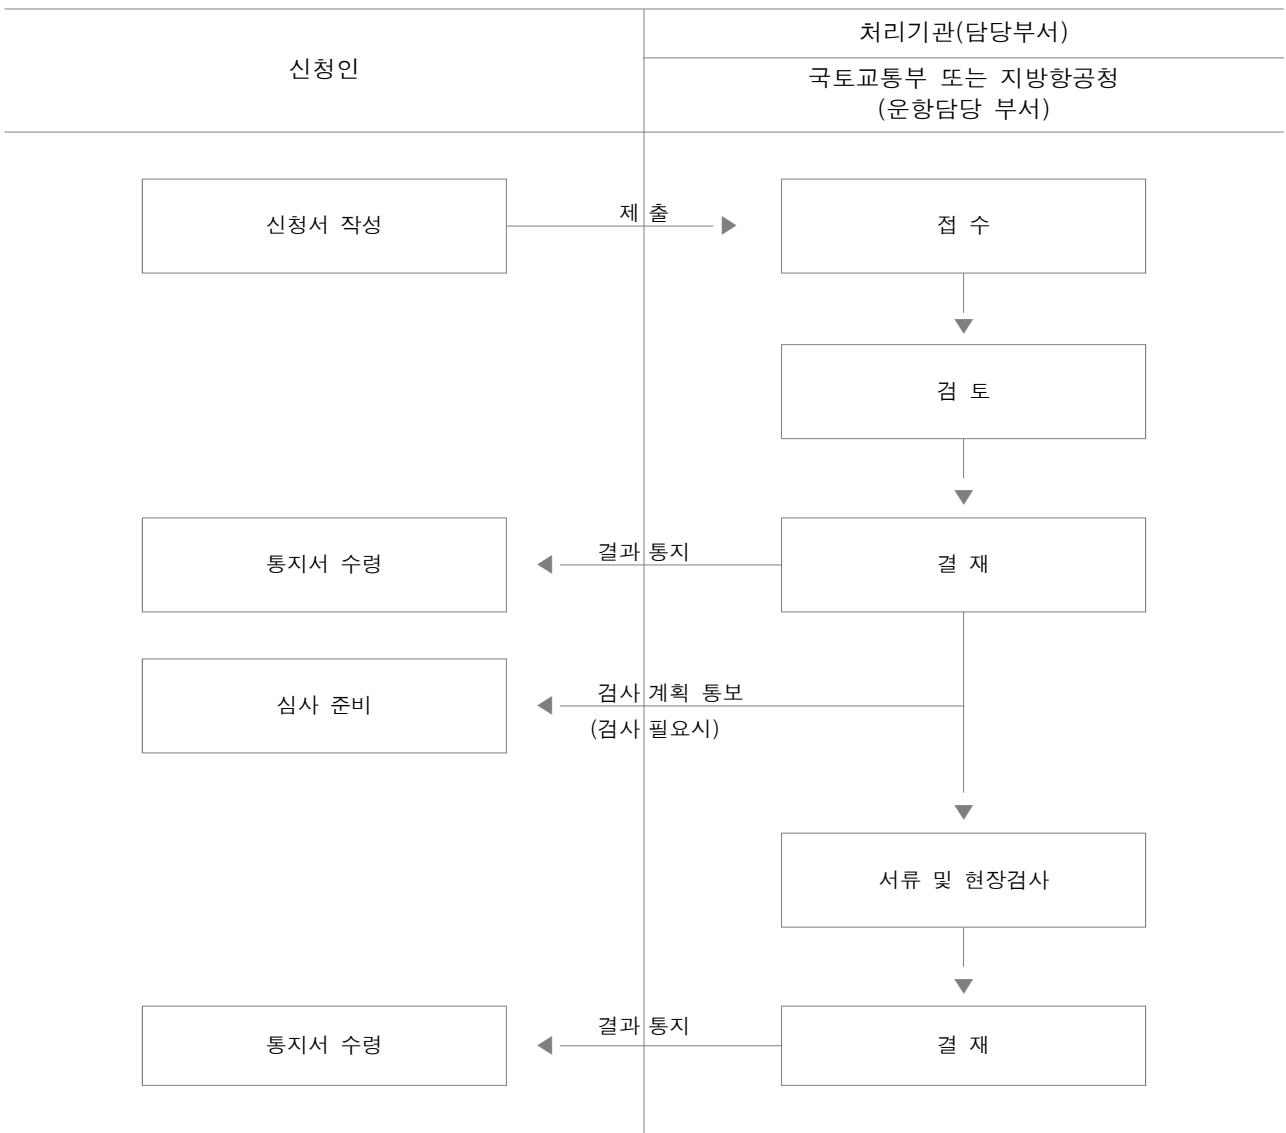 신청인
처리기관(담당부서)
국토교통부 또는 지방항공청
(운항담당 부서)
신청서 작성
제 출
접 수
검 토
통지서 수령
결과 통지
결 재
심사 준비
검사 계획 통보
(검사 필요시)
서류 및 현장검사
통지서 수령
결과 통지
결 재